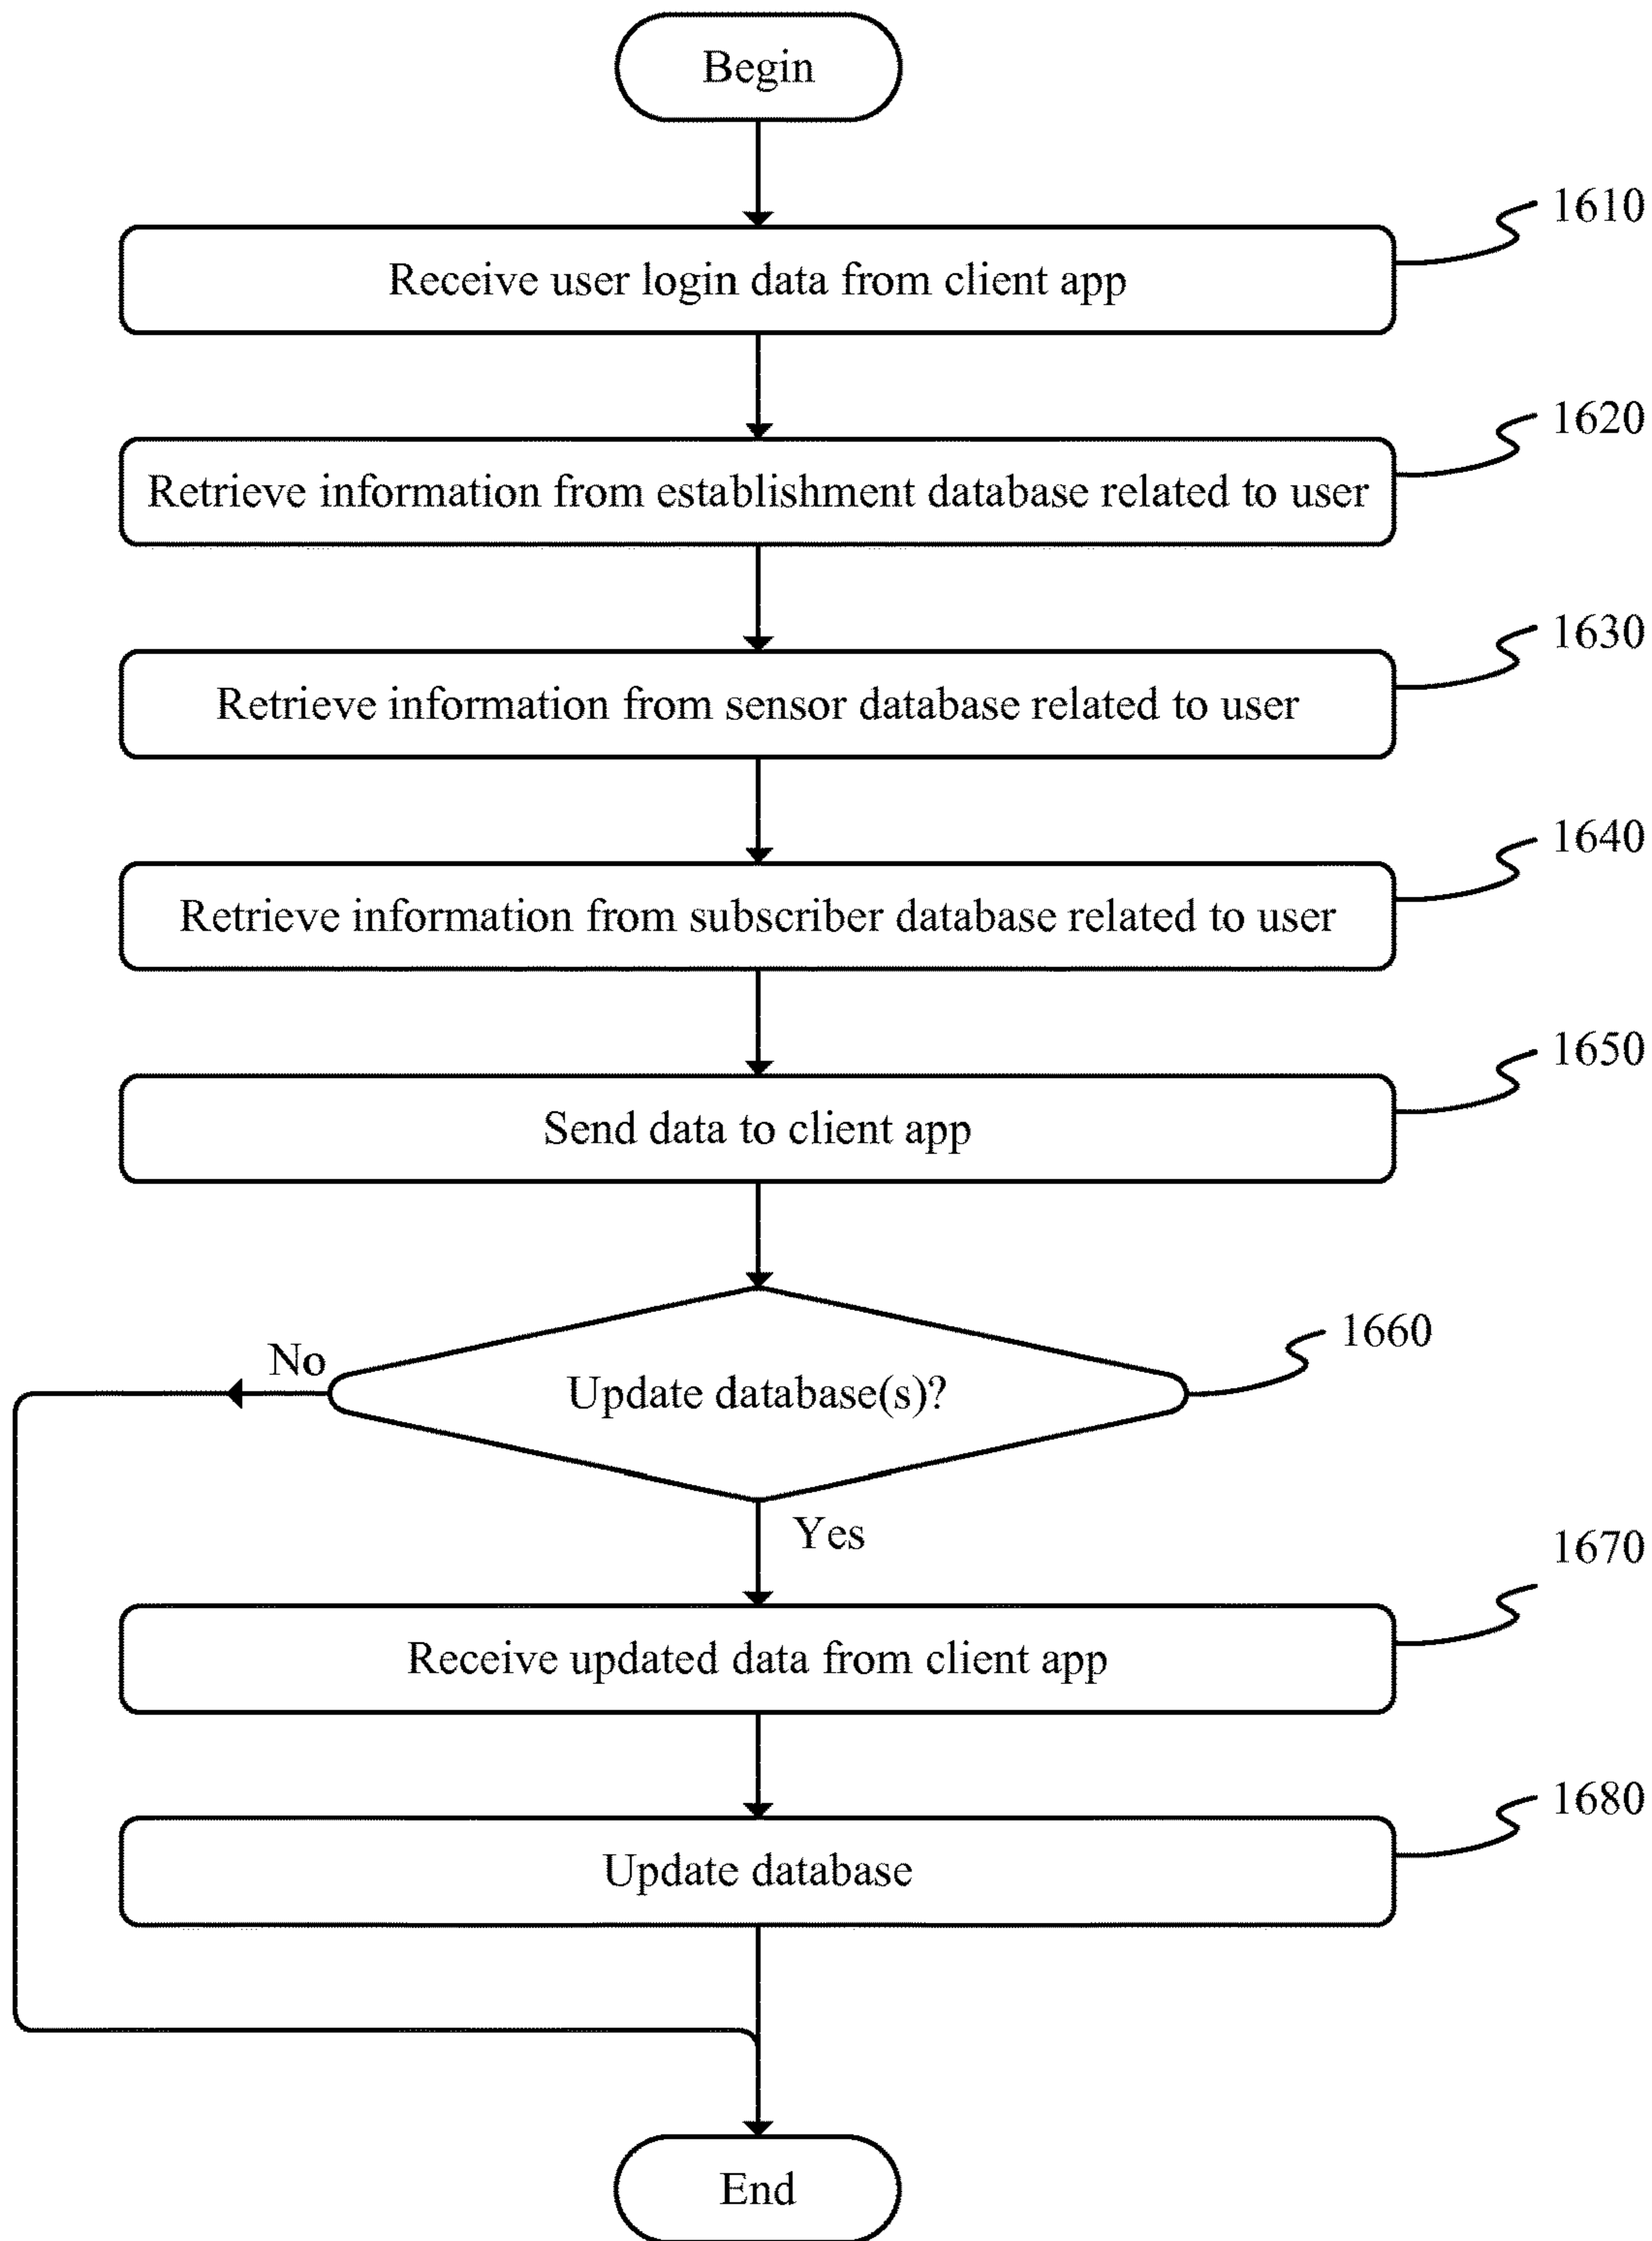 Begin
1610
Receive user login data from client app
1620
Retrieve information from establishment database related to user
1630
Retrieve information from sensor database related to user
1640
Retrieve information from subscriber database related to user
1650
Send data to client app
1660
No
Update database(s)?
Yes
1670
Receive updated data from client app
1680
Update database
End